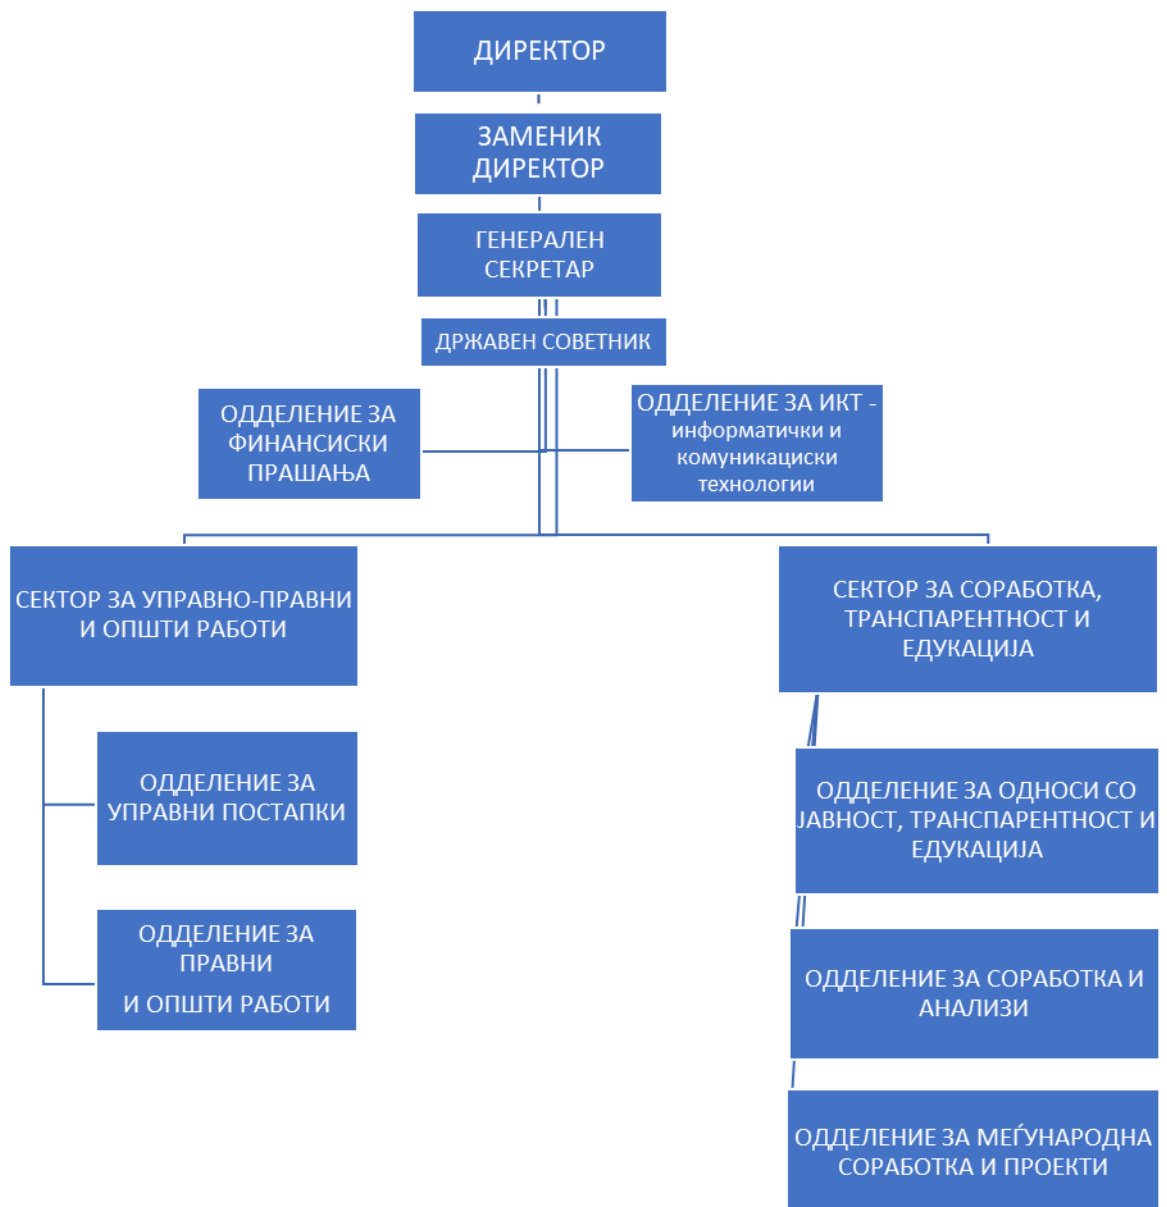 ДИРЕКТОР
ЗАМЕНИК
ДИРЕКТОР
ГЕНЕРАЛЕН
СЕКРЕТАР
ДРЖАВЕН СОВЕТНИК
ОДДЕЛЕНИЕ ЗА
ФИНАНСИСКИ
ПРАШАЊА
ОДДЕЛЕНИЕ ЗА ИКТ -
информатички и
комуникациски
технологии
СЕКТОР ЗА УПРАВНО-ПРАВНИ
И ОПШТИ РАБОТИ
ОДДЕЛЕНИЕ ЗА
УПРАВНИ ПОСТАПКИ
ОДДЕЛЕНИЕ ЗА
ПРАВНИ
И ОПШТИ РАБОТИ
СЕКТОР ЗА СОРАБОТКА,
ТРАНСПАРЕНТНОСТ И
ЕДУКАЦИЈА
ОДДЕЛЕНИЕ ЗА ОДНОСИ СО
ЈАВНОСТ, ТРАНСПАРЕНТНОСТ И
ЕДУКАЦИЈА
ОДДЕЛЕНИЕ ЗА СОРАБОТКА И
АНАЛИЗИ
ОДДЕЛЕНИЕ ЗА МЕЃУНАРОДНА
СОРАБОТКА И ПРОЕКТИ